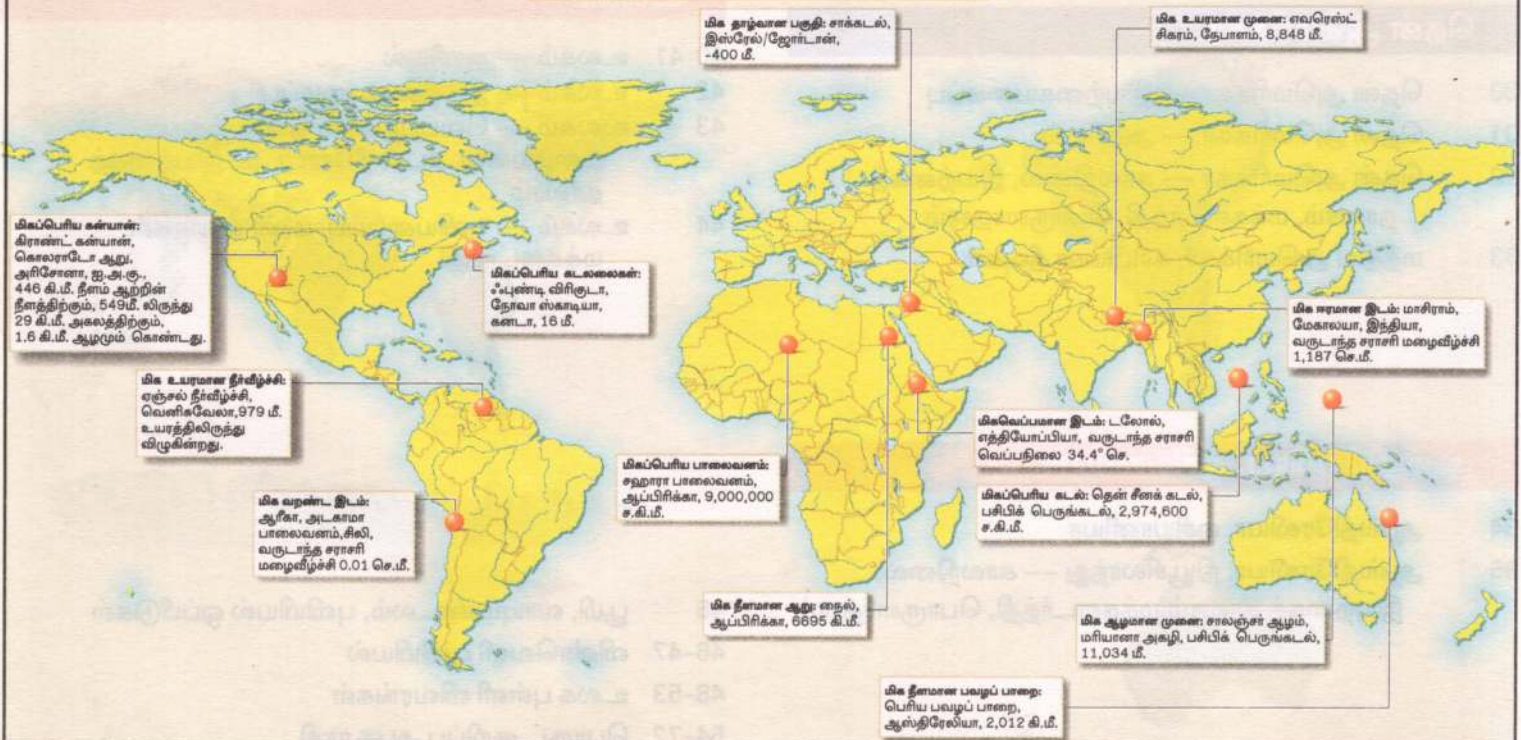 மிக தாழ்வான பகுதி: சாக்கடல்,
இஸ்ரேல்/ஜோர்டான்,
-400 மீ.
மிக உயரமான முனை: எவரெஸ்ட்
சிகரம், நேபாளம், 8,848 மீ.
மிகப்பெரிய கன்யான்:
கிராண்ட் கன்யான்,
கொலராடோ ஆறு,
அரிசோனா, ஐ.அ.கு.,
446 கி.மீ. நீளம் ஆற்றின்
நீளத்திற்கும், 549மீ. லிருந்து
29 கி.மீ. அகலத்திற்கும்,
1.6 கி.மீ. ஆழமும் கொண்டது.
மிகப்பெரிய கடலலைகள்:
ஃபுண்டி விரிகுடா,
நோவா ஸ்காடியா,
கனடா, 16 மீ.
மிக ஈரமான இடம்: மாசிராம்,
மேகாலயா, இந்தியா,
வருடாந்த சராசரி மழைவீழ்ச்சி
1,187 செ.மீ.
மிக உயரமான நீர்வீழ்ச்சி:
ஏஞ்சல் நீர்வீழ்ச்சி,
வெனிசுவேலா,979 மீ.
உயரத்திலிருந்து
விழுகின்றது.
மிகவெப்பமான இடம்: டலோல்,
எத்தியோப்பியா, வருடாந்த சராசரி
வெப்பநிலை 34.4° செ.
மிகப்பெரிய பாலைவனம்:
சஹாரா பாலைவனம்,
ஆப்பிரிக்கா, 9,000,000
ச.கி.மீ.
மிகப்பெரிய கடல்: தென் சீனக் கடல்,
பசிபிக் பெருங்கடல், 2,974,600
ச.கி.மீ.
மிக வறண்ட இடம்:
ஆரீகா, அடகாமா
பாலைவனம்,சிலி,
வருடாந்த சராசரி
மழைவீழ்ச்சி 0.01 செ.மீ.
மிக நீளமான ஆறு: நைல்,
ஆப்பிரிக்கா, 6695 கி.மீ.
மிக ஆழமான முனை: சாலஞ்சர் ஆழம்,
மரியானா அகழி, பசிபிக் பெருங்கடல்,
11,034 மீ.
மிக நீளமான பவழப் பாறை:
பெரிய பவழப் பாறை,
ஆஸ்திரேலியா, 2,012 கி.மீ.